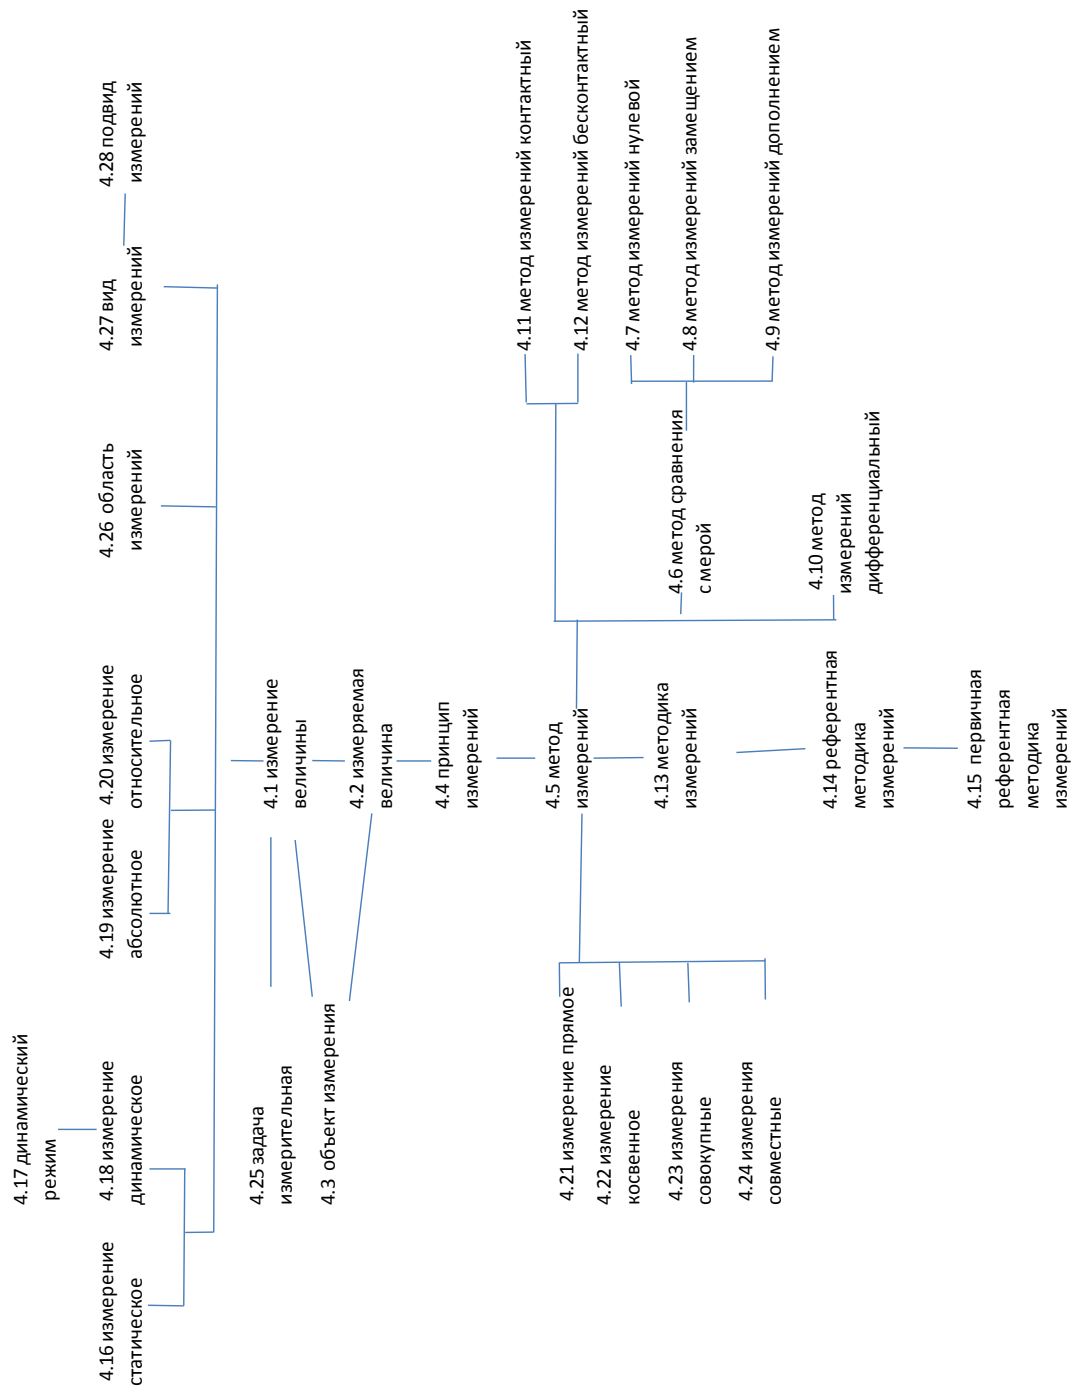 4.17 динамический
режим
4.16 измерение
статическое
4.18 измерение
динамическое
4.19 измерение
абсолютное
4.20 измерение
относительное
4.26 область
измерений
4.27 вид
измерений
4.28 подвид
измерений
4.25 задача
измерительная
4.1 измерение
величины
4.3 объект измерения
4.2 измеряемая
величина
4.4 принцип
измерений
4.11 метод измерений контактный
4.12 метод измерений бесконтактный
4.21 измерение прямое
4.5 метод
измерений
4.22 измерение
косвенное
4.7 метод измерений нулевой
4.23 измерения
совокупные
4.13 методика
измерений
4.6 метод сравнения
с мерой
4.8 метод измерений замещением
4.24 измерения
совместные
4.9 метод измерений дополнением
4.10 метод
измерений
дифференциальный
4.14 референтная
методика
измерений
4.15 первичная
референтная
методика
измерений